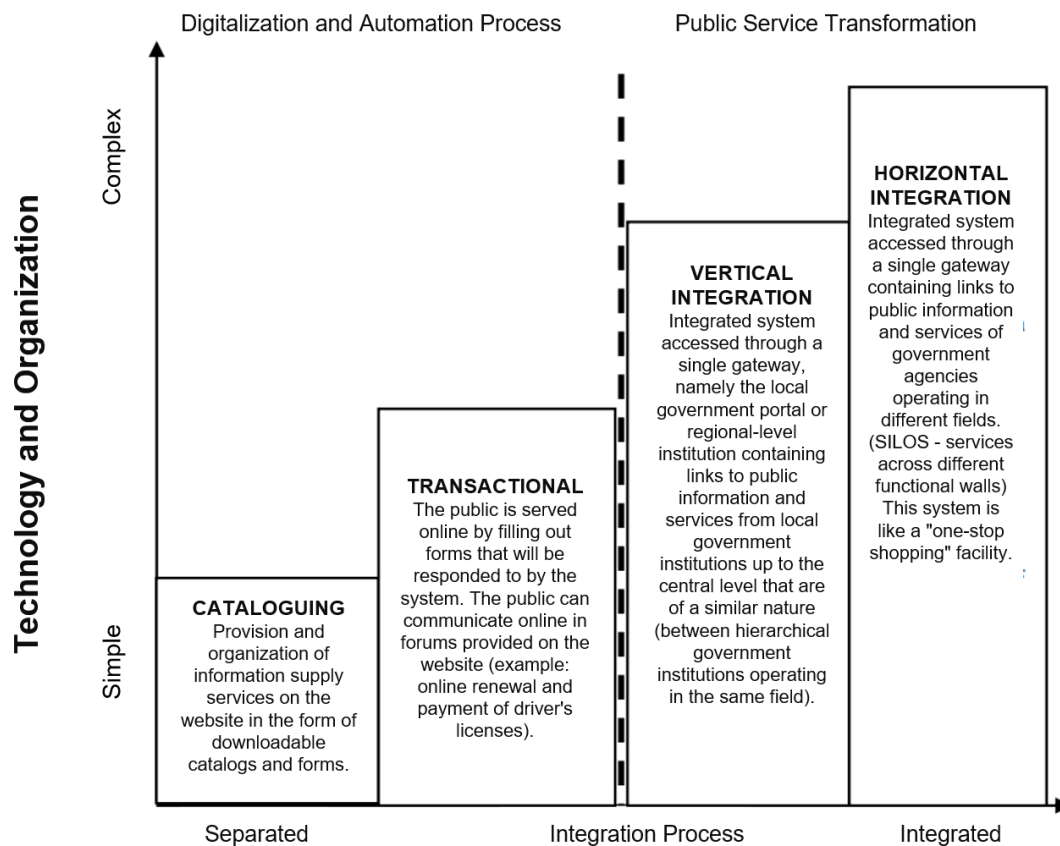 Digitalization and Automation Process
Public Service Transformation
Technology and Organization
Complex
Simple
CATALOGUING
Provision and
organization of
information supply
services on the
website in the form of
downloadable
catalogs and forms.
TRANSACTIONAL
The public is served
online by filling out
forms that will be
responded to by the
system. The public can
communicate online in
forums provided on the
website (example:
online renewal and
payment of driver's
licenses).
VERTICAL
INTEGRATION
Integrated system
accessed through a
single gateway,
namely the local
government portal or
regional-level
institution containing
links to public
information and
services from local
government
institutions up to the
central level that are
of a similar nature
(between hierarchical
government
institutions operating
in the same field).
HORIZONTAL
INTEGRATION
Integrated system
accessed through
a single gateway
containing links to
public information
and services of
government
agencies
operating in
different fields.
(SILOS - services
across different
functional walls)
This system is
like a "one-stop
shopping" facility.
Separated
Integration Process
Integrated